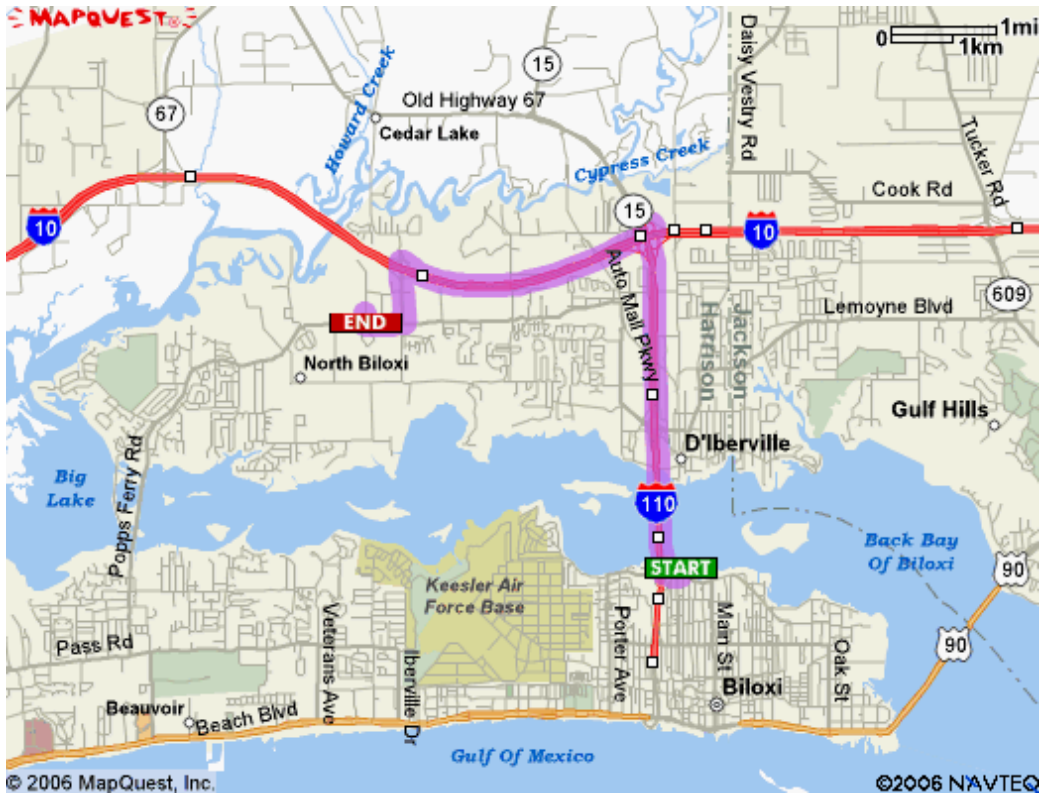 MAPQUEST®
0 1mi
1km
15
Daisy Vestry Rd
Old Highway 67
67
Howard Creek
Cedar Lake
Cypress Creek
Tucker Rd
Cook Rd
15
10
10
Auto Mall Pkwy
609
Lemoyne Blvd
END
Harrison
Jackson
North Biloxi
Gulf Hills
D'Iberville
Big
Lake
Popps Ferry Rd
110
Back Bay
Of Biloxi
90
START
Keesler Air
Force Base
Veterans Ave
Porter Ave
Main St
90
Pass Rd
Iberville Dr
Oak St
Biloxi
Beauvoir
Beach Blvd
Gulf Of Mexico
© 2006 MapQuest, Inc.
©2006 NAVTEQ